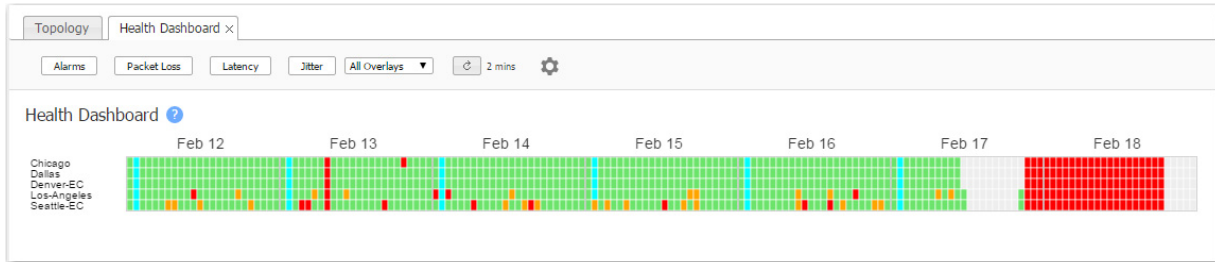 Topology
Health Dashboard ×
Alarms
Packet Loss
Latency
Jitter
All Overlays
2 mins
Health Dashboard ?
Feb 12 Feb 13 Feb 14 Feb 15 Feb 16 Feb 17 Feb 18
Chicago
Dallas
Denver-EC
Los-Angeles
Seattle-EC